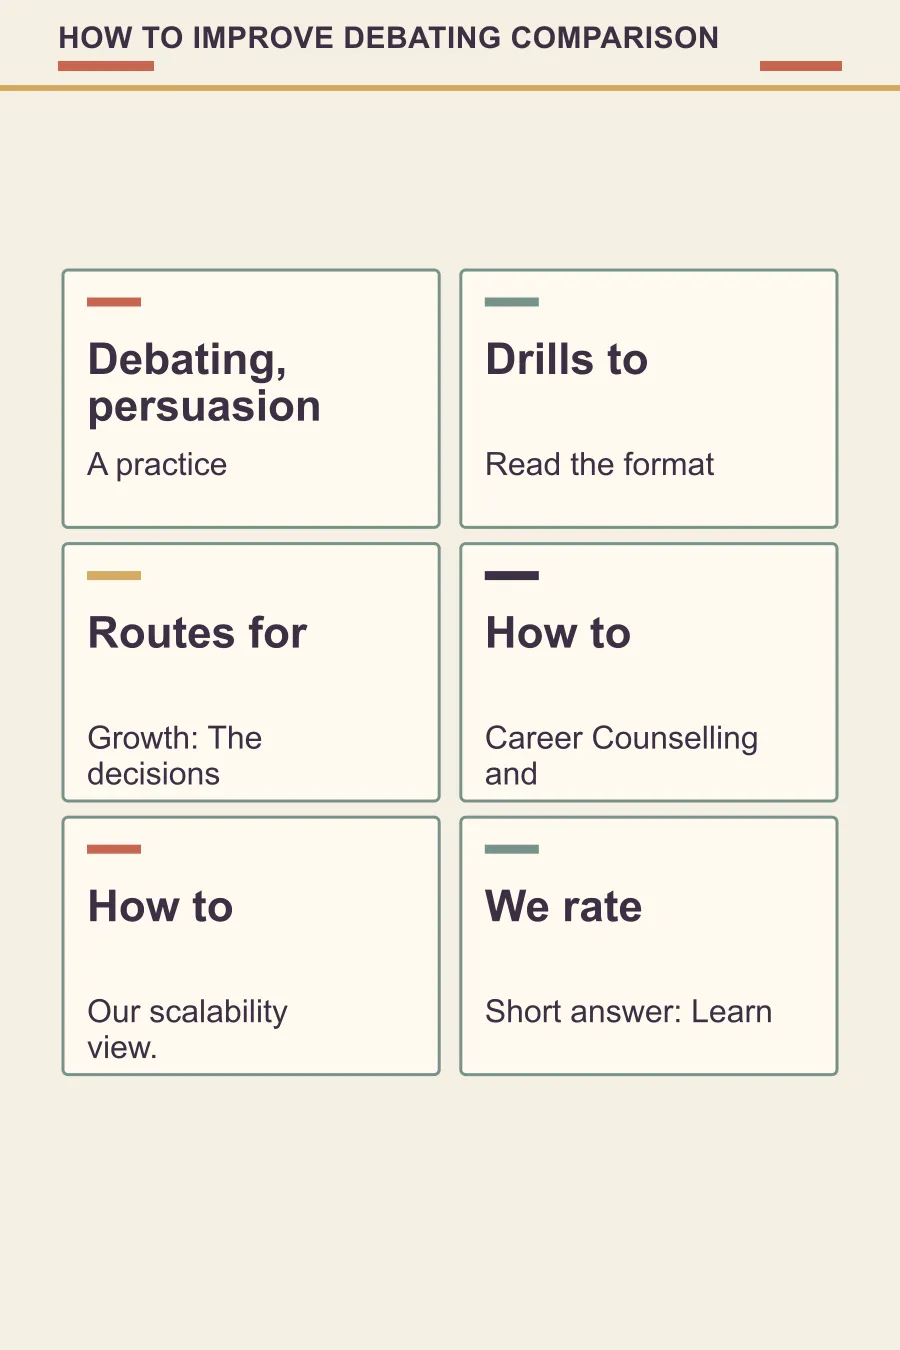 HOW TO IMPROVE DEBATING COMPARISON
Debating,
persuasion
A practice
Drills to
Read the format
Routes for
Growth: The
decisions
How to
Career Counselling
and
How to
Our scalability
view.
We rate
Short answer: Learn